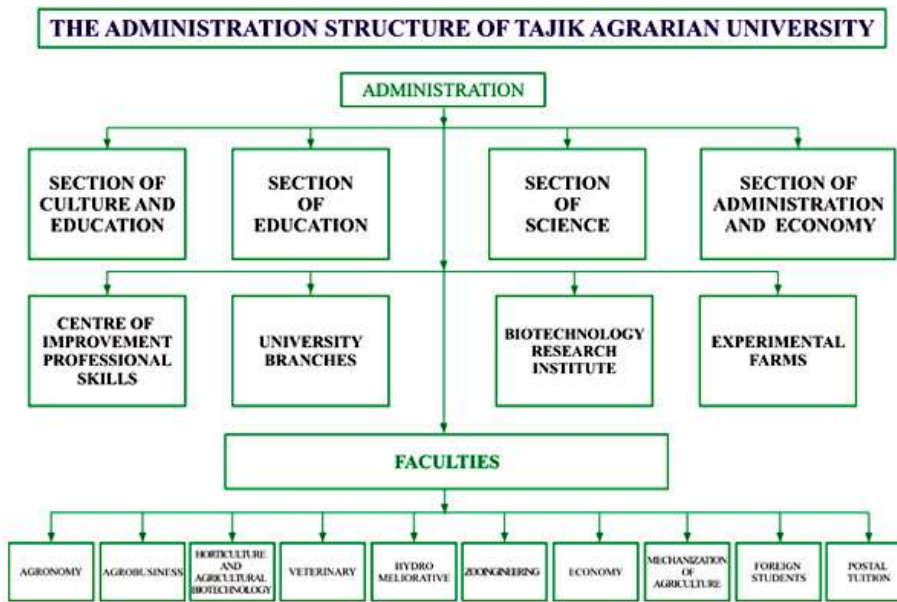 THE ADMINISTRATION STRUCTURE OF TAJIK AGRARIAN UNIVERSITY
ADMINISTRATION
SECTION OF
CULTURE AND
EDUCATION
SECTION
OF
EDUCATION
SECTION
OF
SCIENCE
SECTION OF
ADMINISTRATION
AND ECONOMY
CENTRE OF
IMPROVEMENT
PROFESSIONAL
SKILLS
UNIVERSITY
BRANCHES
BIOTECHNOLOGY
RESEARCH
INSTITUTE
EXPERIMENTAL
FARMS
FACULTIES
AGRONOMY
AGROBUSINESS
HORTICULTURE
AND
AGRICULTURAL
BIOTECHNOLOGY
VETERINARY
HYDRO
MELIORATIVE
ZOOINGEERING
ECONOMY
MECHANIZATION
OF
AGRICULTURE
FOREIGN
STUDENTS
POSTAL
TUITION